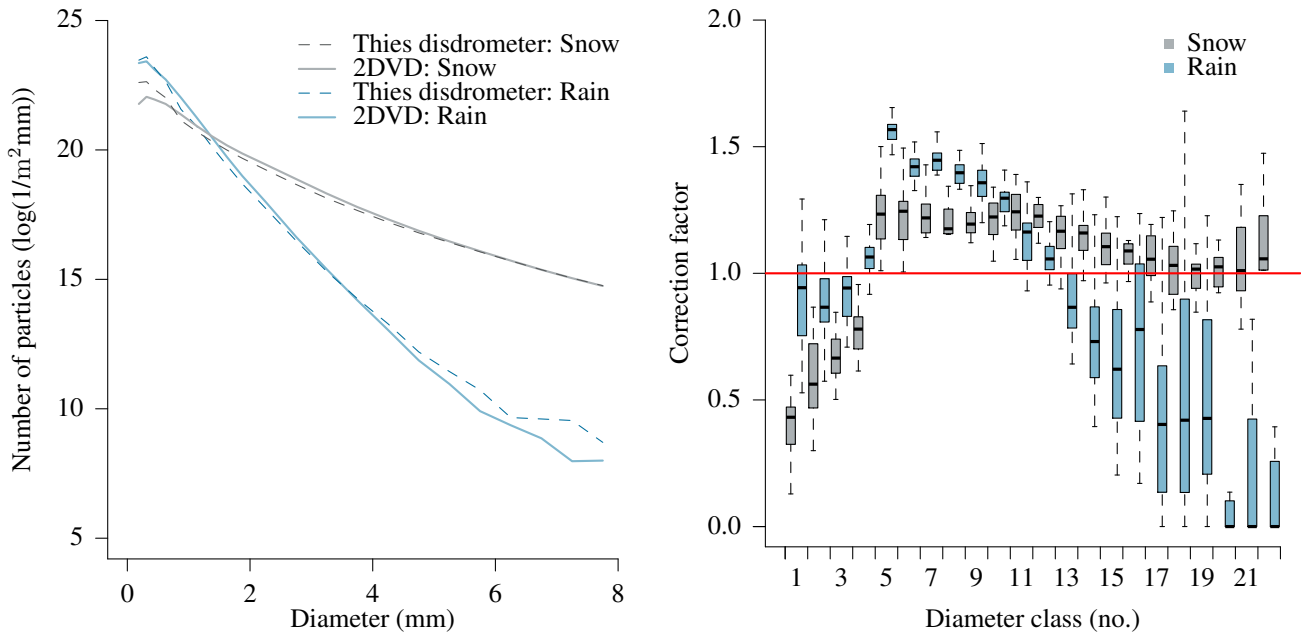 25
20
15
10
5
Number of particles (log(1/m²mm))
0
2
4
6
8
Diameter (mm)
Thies disdrometer: Snow
2DVD: Snow
Thies disdrometer: Rain
2DVD: Rain
2.0
1.5
1.0
0.5
0.0
Correction factor
Snow
Rain
1
3
5
7
9
11
13
15
17
19
21
Diameter class (no.)